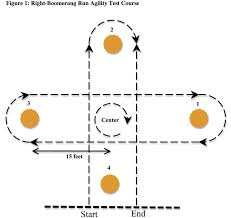 Figure 1: Right-Boomerang Run Agility Test Course
2
3
1
Center
15 feet
4
Start
End